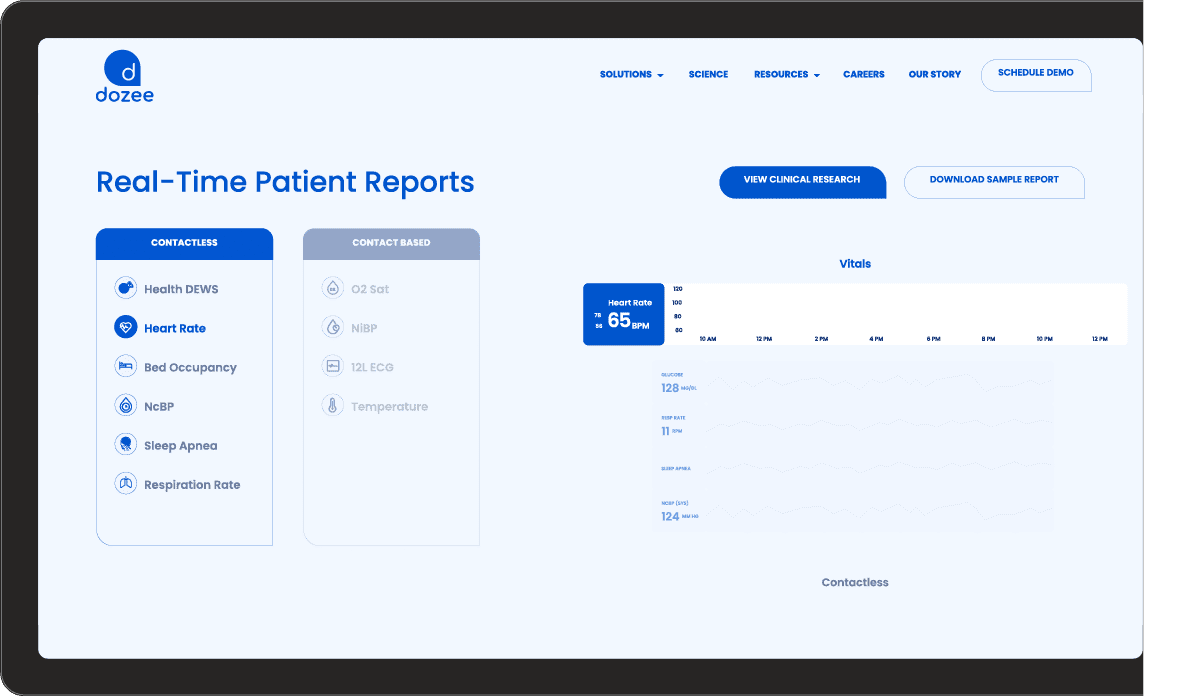 d
dozee
SOLUTIONS
SCIENCE
RESOURCES
CAREERS
OUR STORY
SCHEDULE DEMO
Real-Time Patient Reports
VIEW CLINICAL RESEARCH
DOWNLOAD SAMPLE REPORT
CONTACTLESS
Health DEWS
Heart Rate
Bed Occupancy
NcBP
Sleep Apnea
Respiration Rate
CONTACT BASED
O2 Sat
NiBP
12L ECG
Temperature
Vitals
Heart Rate
78
86
65 BPM
120
100
80
60
10 AM 12 PM 2 PM 4 PM 6 PM 8 PM 10 PM 12 PM
GLUCOSE
128 MG/DL
RESP RATE
11 RPM
SLEEP APNEA
NCBP (SYS)
124 MM HG
Contactless